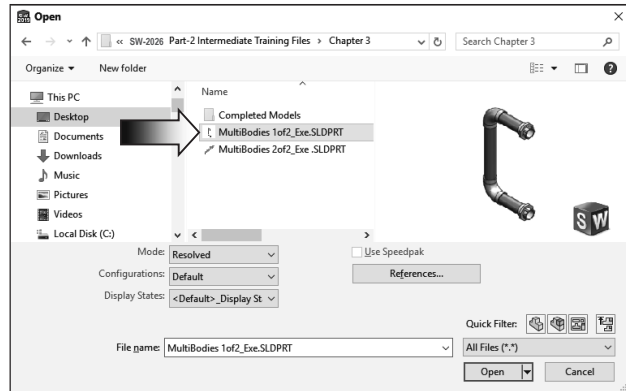 Open
« SW-2026 Part-2 Intermediate Training Files > Chapter 3
Search Chapter 3
Organize
New folder
This PC
Desktop
Documents
Downloads
Music
Pictures
Videos
Local Disk (C:)
Name
Completed Models
MultiBodies 1of2_Exe.SLDPRT
MultiBodies 2of2_Exe .SLDPRT
SW
Mode: Resolved
Use Speedpak
Configurations: Default
References...
Display States: <Default>_Display St
Quick Filter:
File name: MultiBodies 1of2_Exe.SLDPRT
All Files (*.*)
Open
Cancel